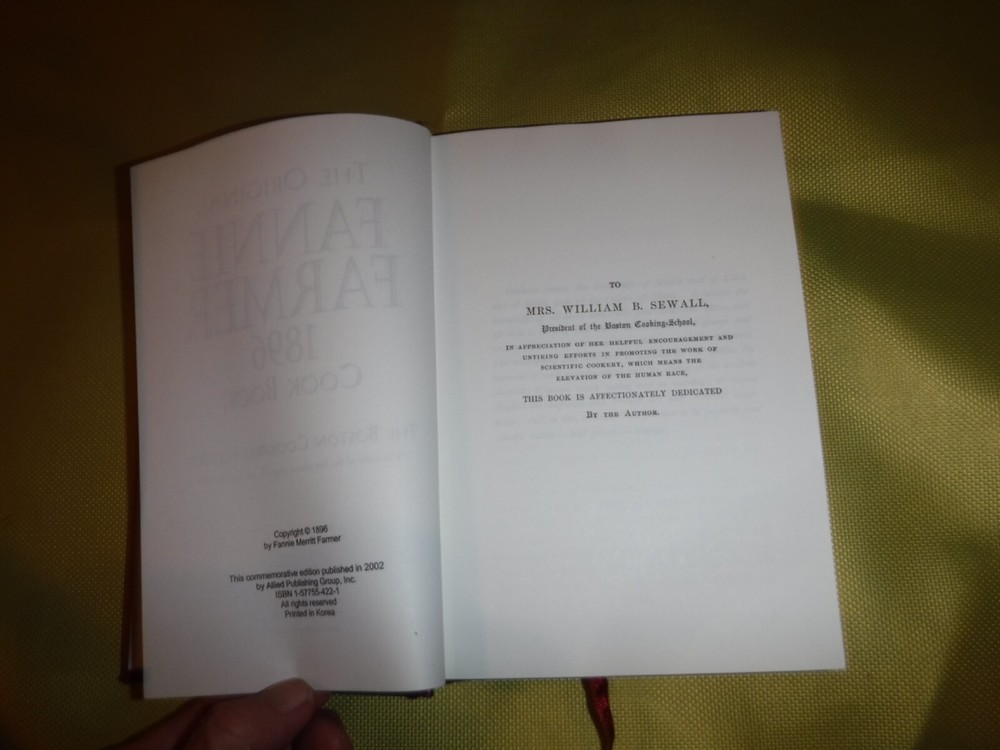 Copyright © 1896
by Fannie Merritt Farmer
This commemorative edition published in 2002
by Allied Publishing Group, Inc.
ISBN 1-57755-422-1
All rights reserved
Printed in Korea
TO
MRS. WILLIAM B. SEWALL,
President of the Boston Cooking-School,
IN APPRECIATION OF HER HELPFUL ENCOURAGEMENT AND
UNTIRING EFFORTS IN PROMOTING THE WORK OF
SCIENTIFIC COOKERY, WHICH MEANS THE
ELEVATION OF THE HUMAN RACE,
THIS BOOK IS AFFECTIONATELY DEDICATED
BY THE AUTHOR.